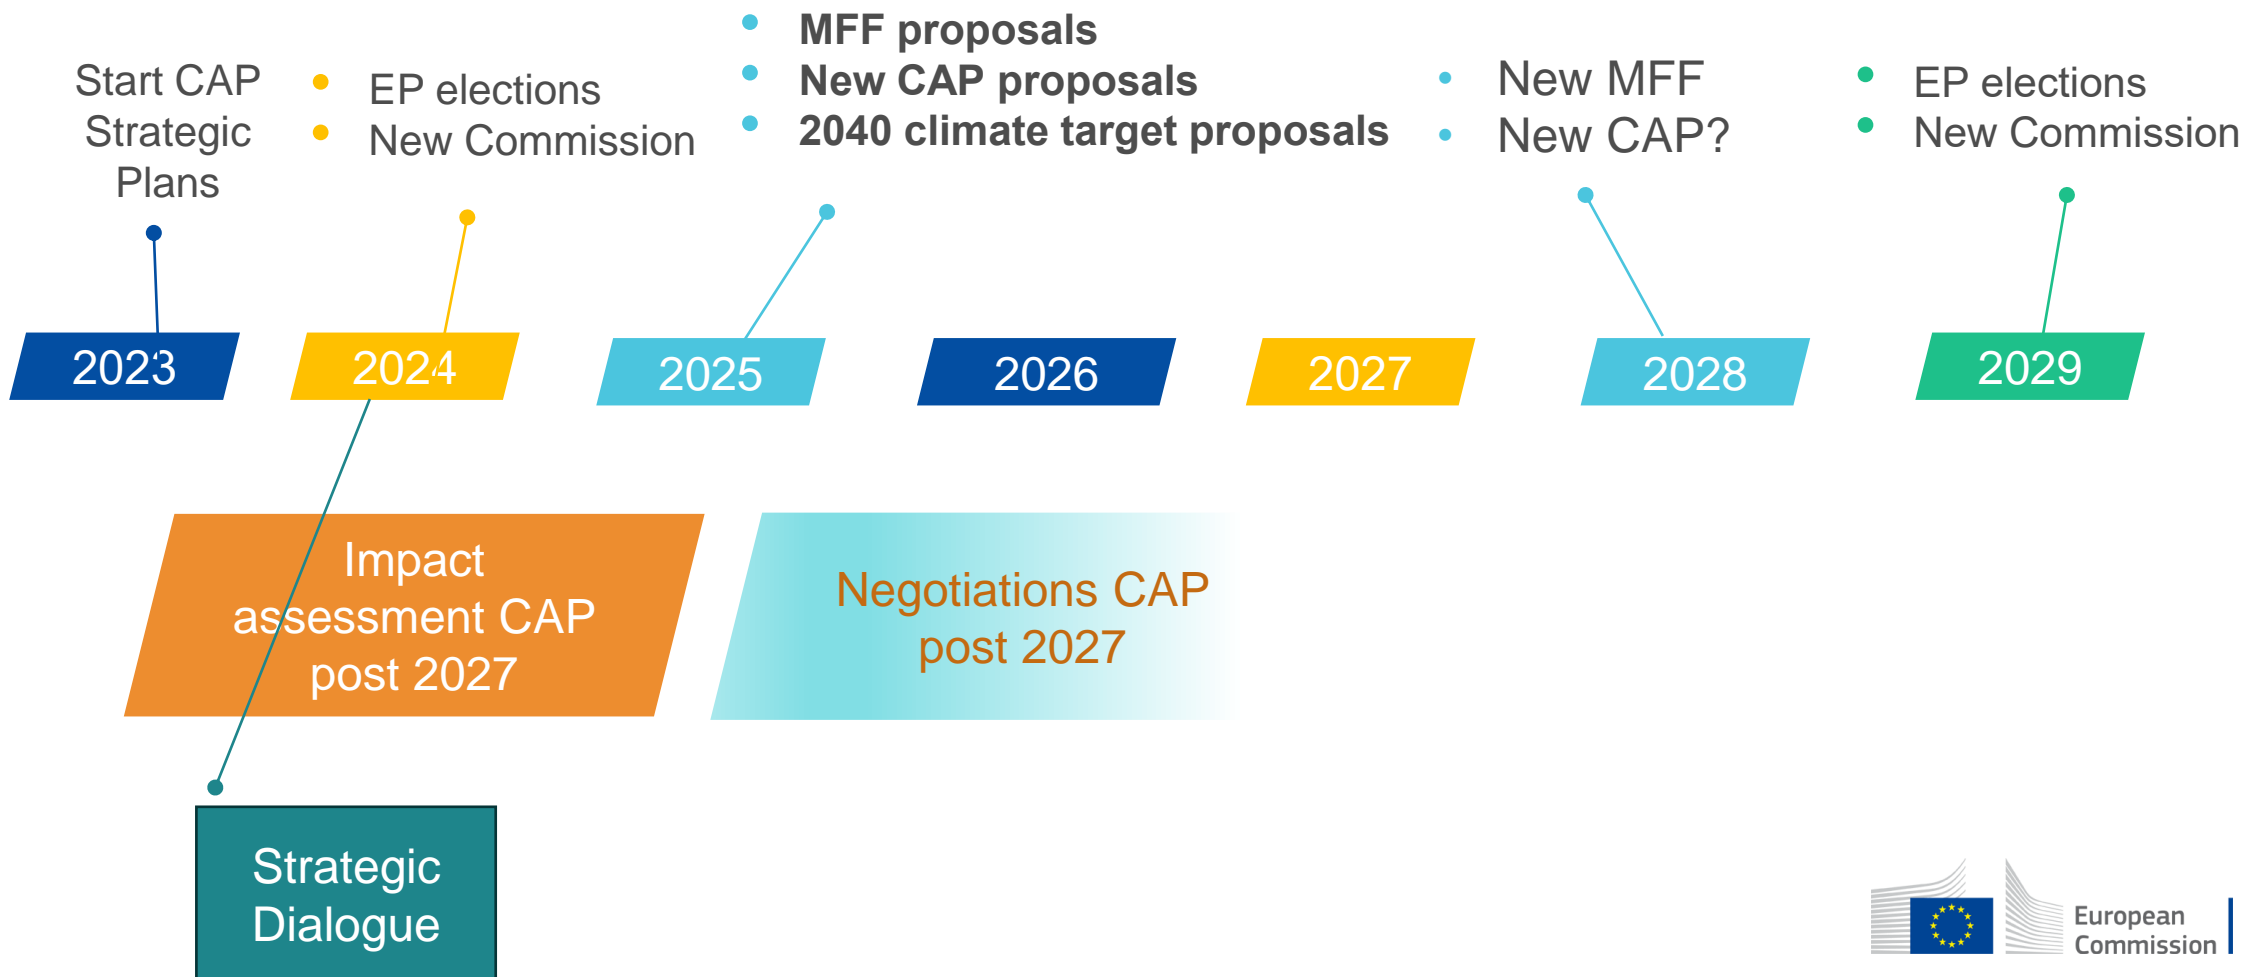 Start CAP
Strategic
Plans
EP elections
New Commission
MFF proposals
New CAP proposals
2040 climate target proposals
New MFF
New CAP?
EP elections
New Commission
2023
2024
2025
2026
2027
2028
2029
Impact
assessment CAP
post 2027
Negotiations CAP
post 2027
Strategic
Dialogue
European
Commission